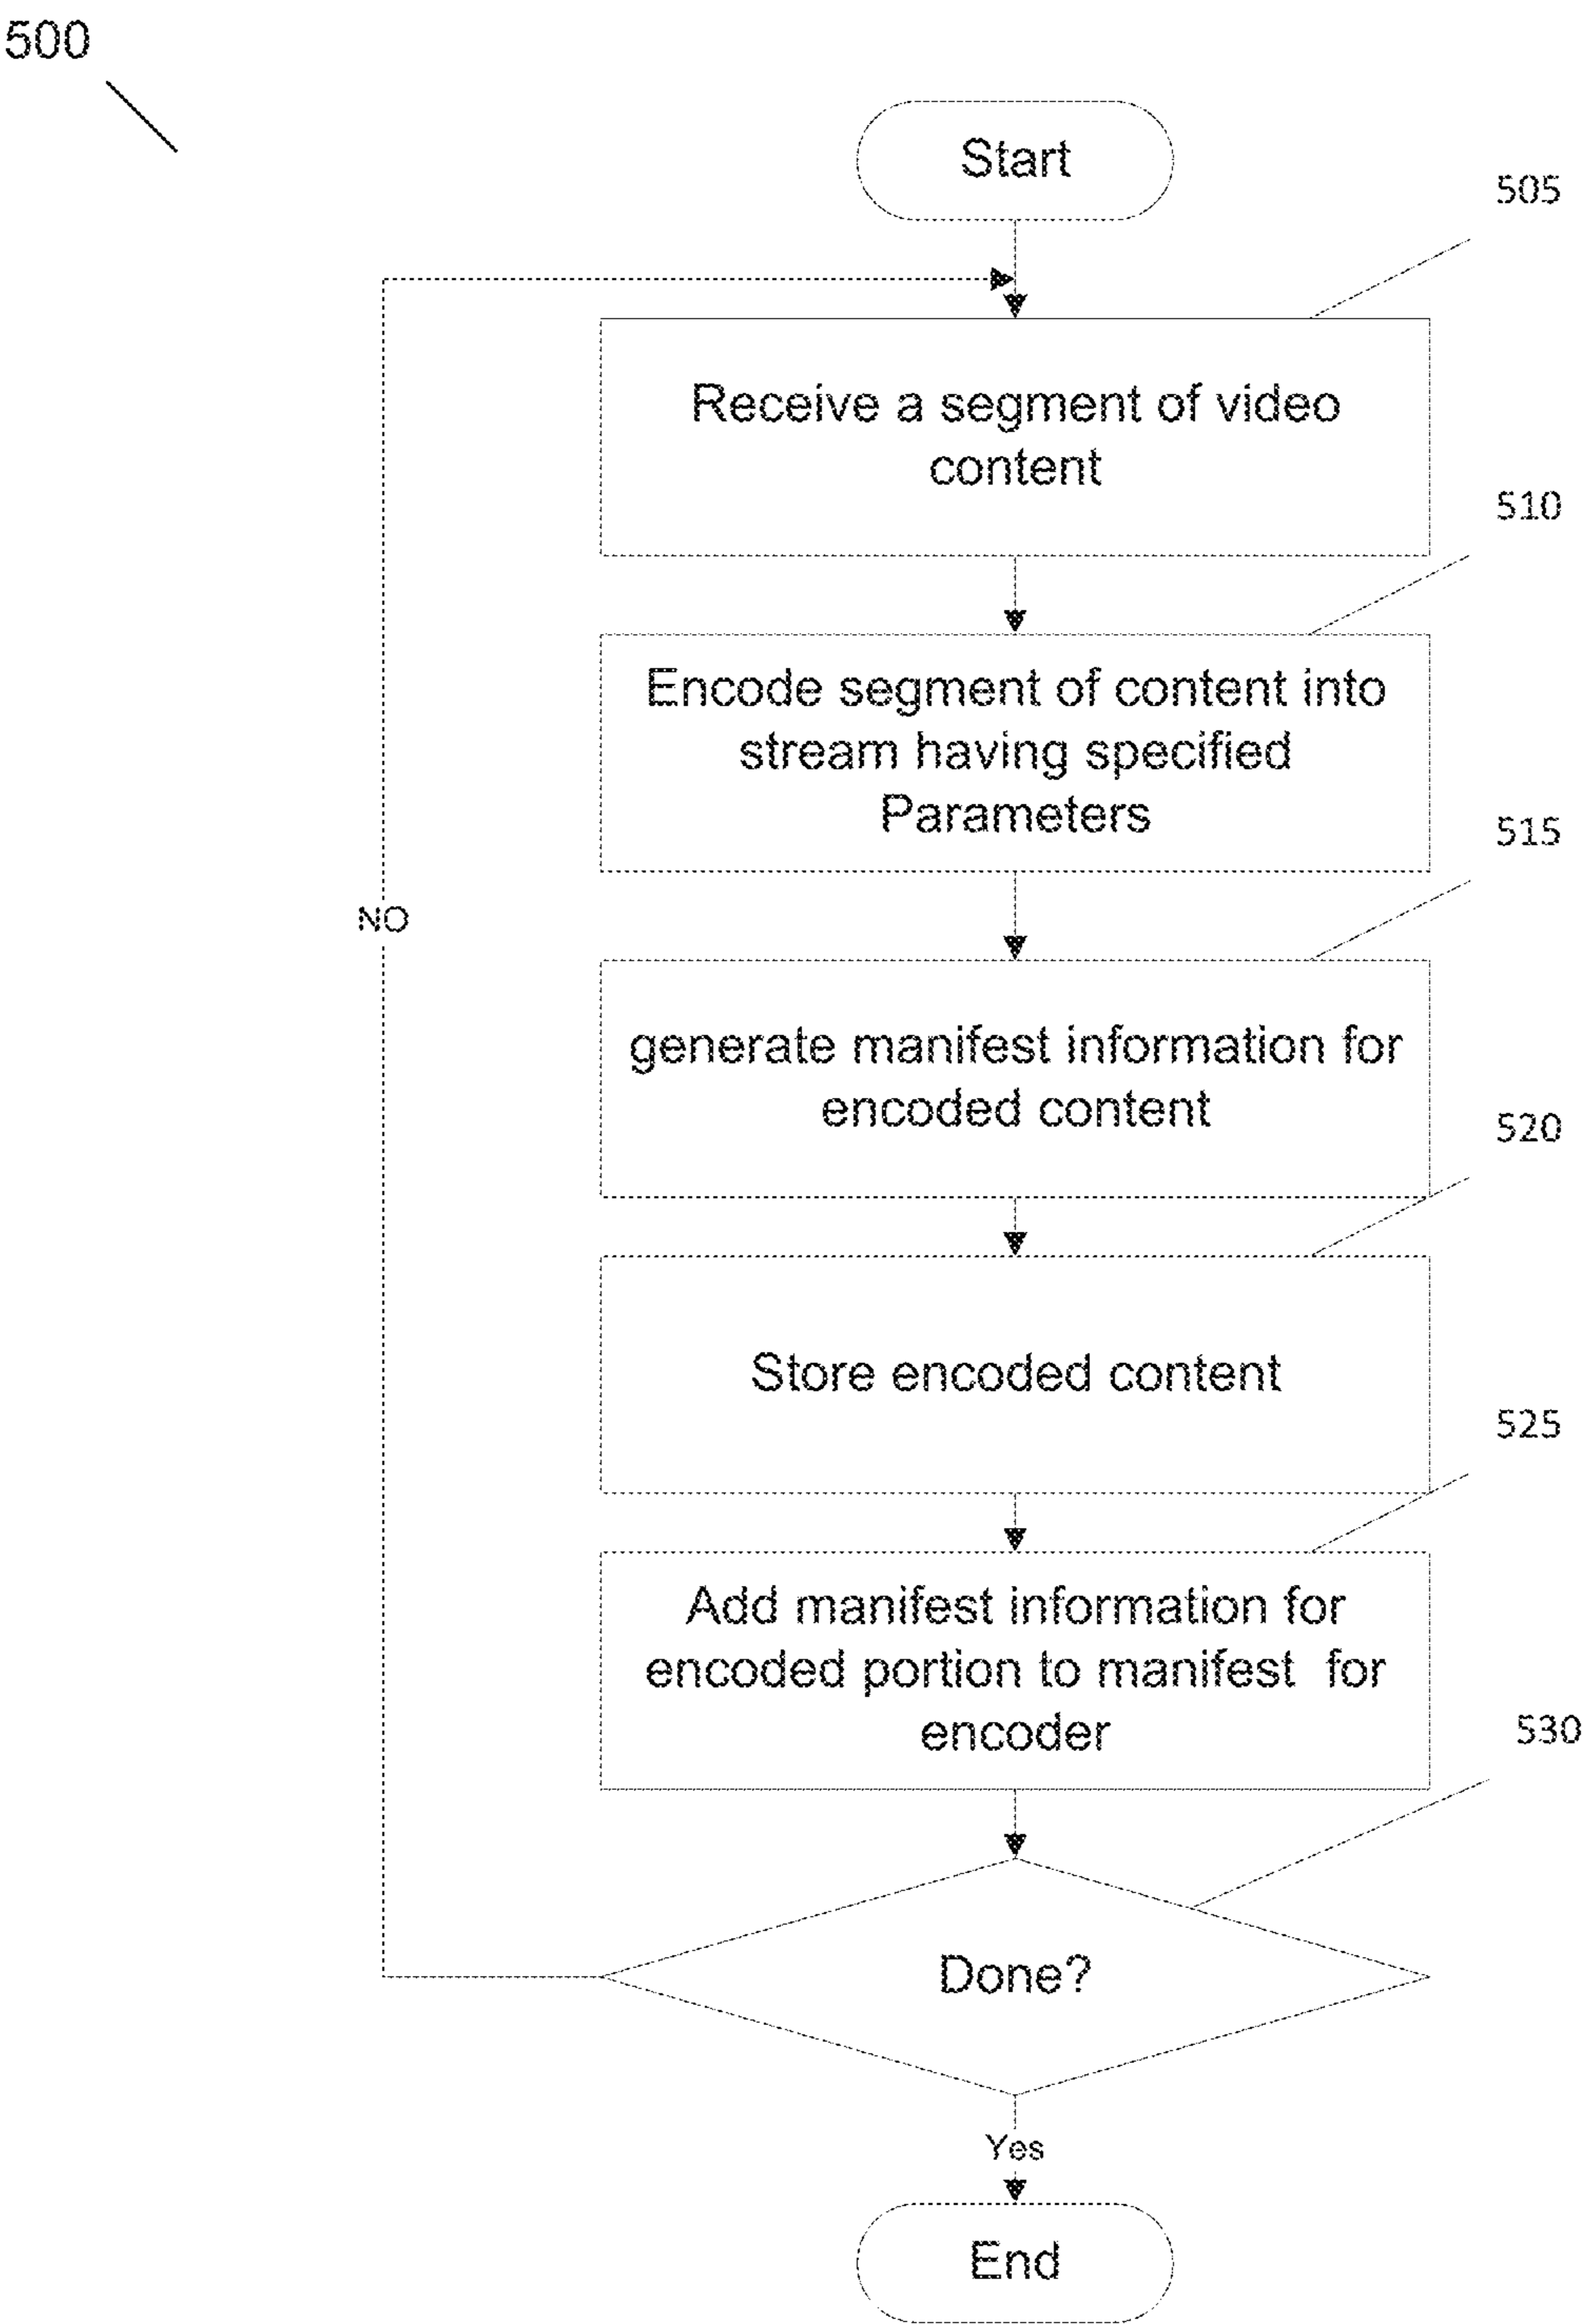 500
Start
505
Receive a segment of video
content
510
Encode segment of content into
stream having specified
Parameters
515
NO
generate manifest information for
encoded content
520
Store encoded content
525
Add manifest information for
encoded portion to manifest for
encoder
530
Done?
Yes
End